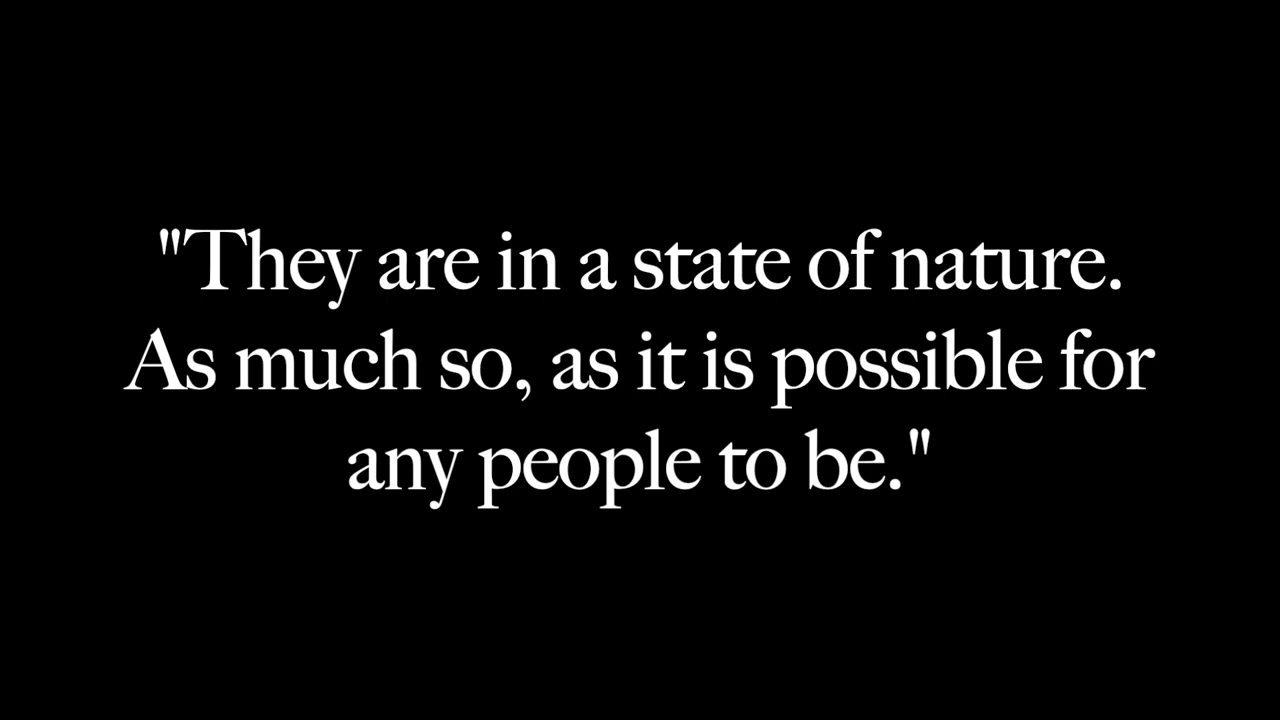 "They are in a state of nature.
As much so, as it is possible for
any people to be."